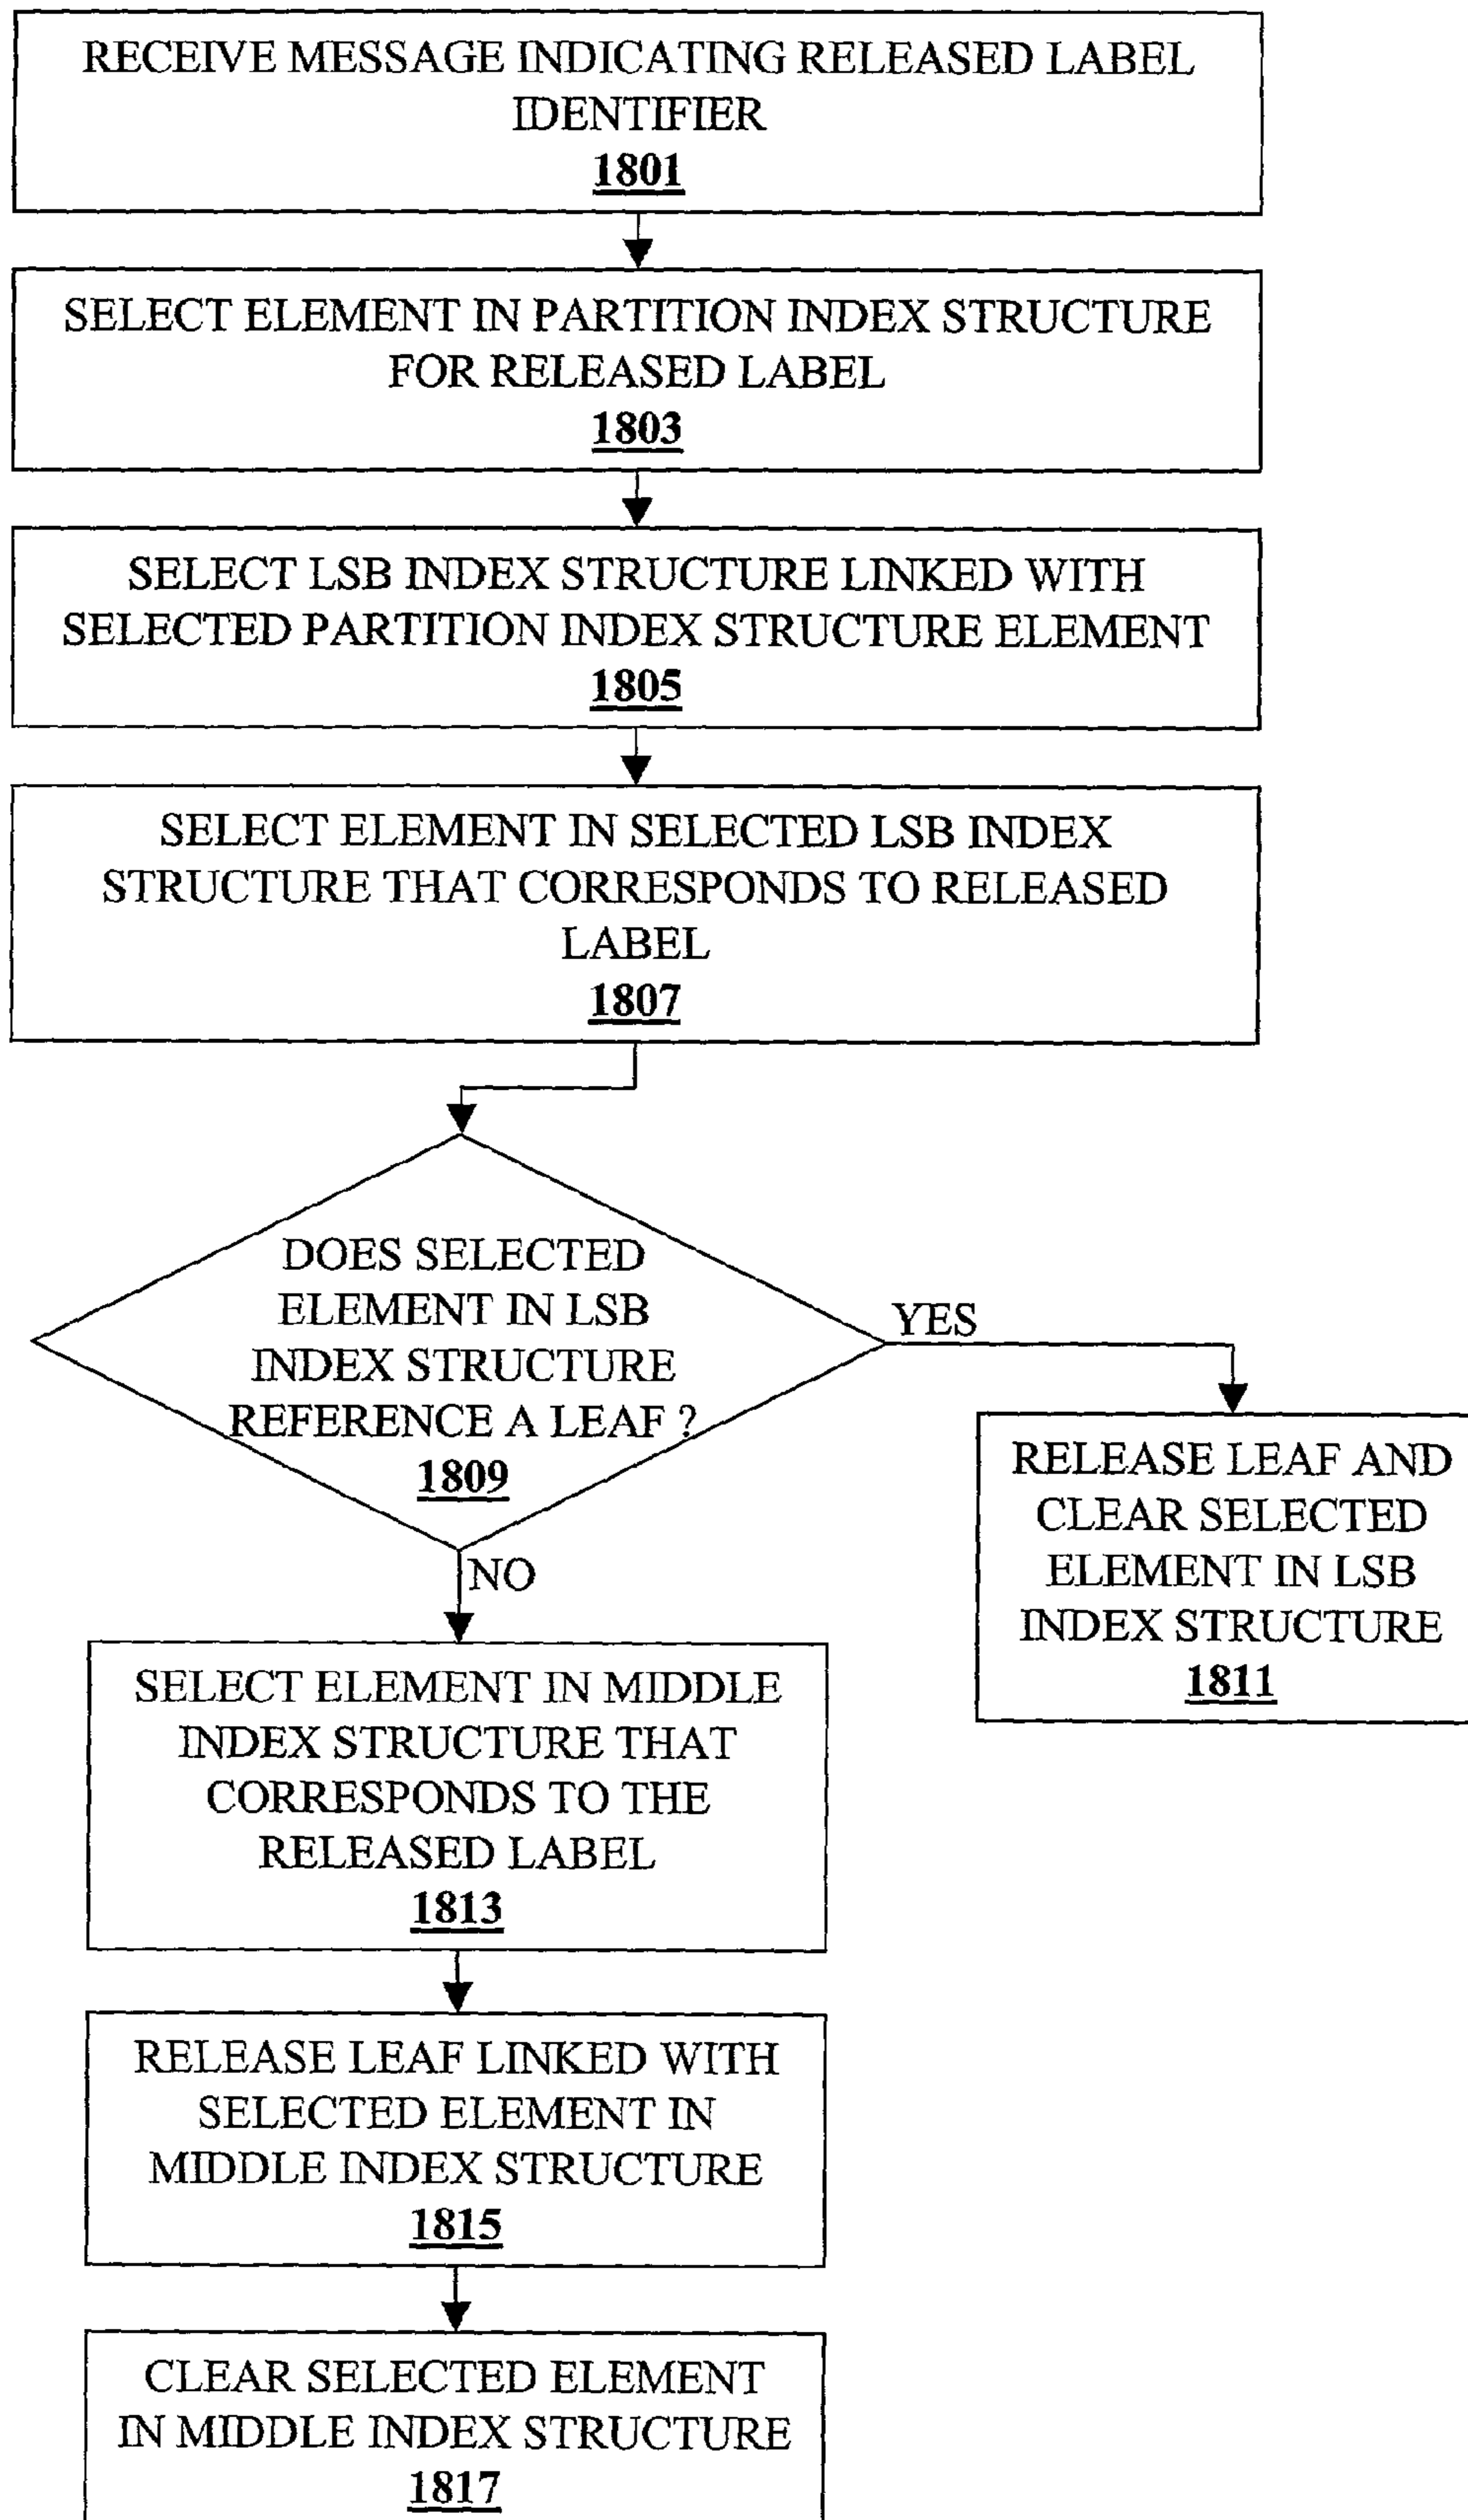 RECEIVE MESSAGE INDICATING RELEASED LABEL
IDENTIFIER
1801
SELECT ELEMENT IN PARTITION INDEX STRUCTURE
FOR RELEASED LABEL
1803
SELECT LSB INDEX STRUCTURE LINKED WITH
SELECTED PARTITION INDEX STRUCTURE ELEMENT
1805
SELECT ELEMENT IN SELECTED LSB INDEX
STRUCTURE THAT CORRESPONDS TO RELEASED
LABEL
1807
DOES SELECTED
ELEMENT IN LSB
INDEX STRUCTURE
REFERENCE A LEAF ?
1809
YES
RELEASE LEAF AND
CLEAR SELECTED
ELEMENT IN LSB
INDEX STRUCTURE
1811
NO
SELECT ELEMENT IN MIDDLE
INDEX STRUCTURE THAT
CORRESPONDS TO THE
RELEASED LABEL
1813
RELEASE LEAF LINKED WITH
SELECTED ELEMENT IN
MIDDLE INDEX STRUCTURE
1815
CLEAR SELECTED ELEMENT
IN MIDDLE INDEX STRUCTURE
1817